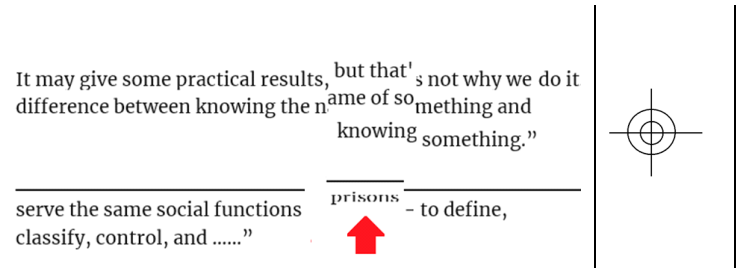 It may give some practical results, but that's not why we do it
difference between knowing the name of something and
knowing something.”
serve the same social functions prisons - to define,
classify, control, and ......”